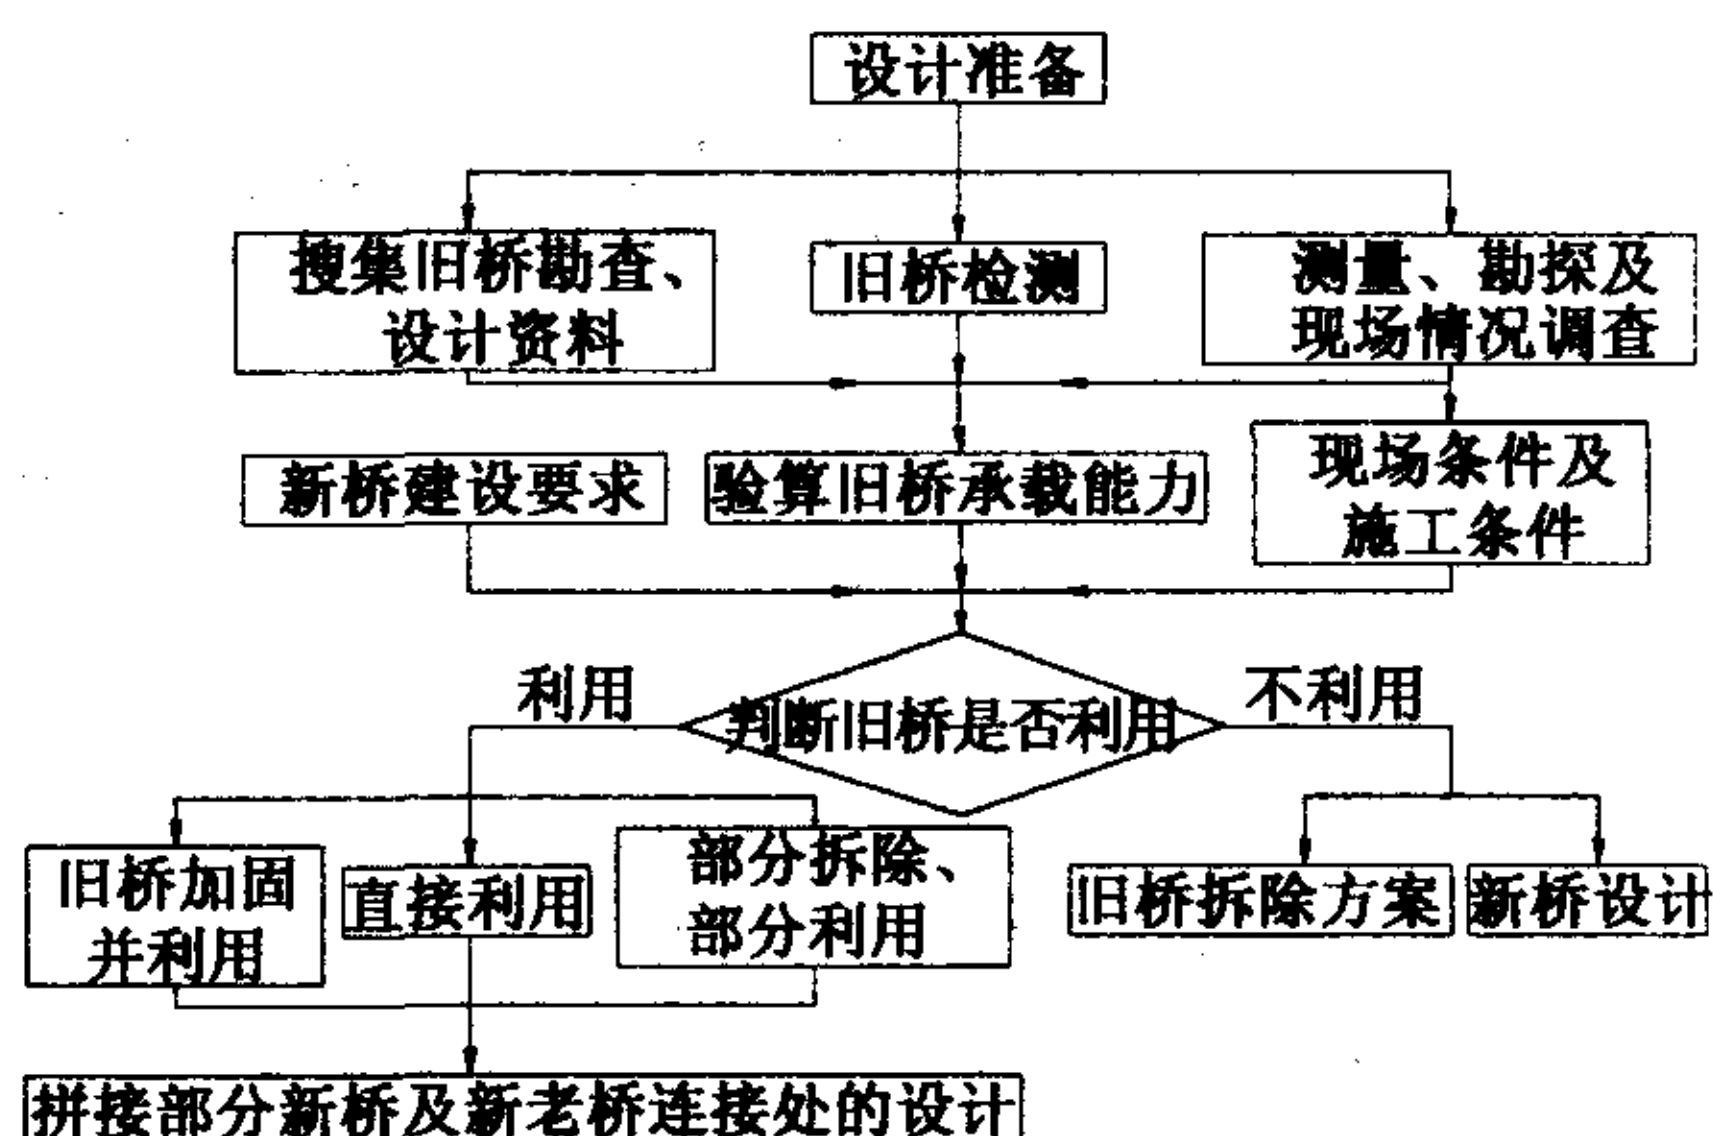 设计准备
搜集旧桥勘查、
设计资料
旧桥检测
测量、勘探及
现场情况调查
新桥建设要求
验算旧桥承载能力
现场条件及
施工条件
利用
判断旧桥是否利用
不利用
旧桥加固
并利用
直接利用
部分拆除、
部分利用
旧桥拆除方案
新桥设计
拼接部分新桥及新老桥连接处的设计